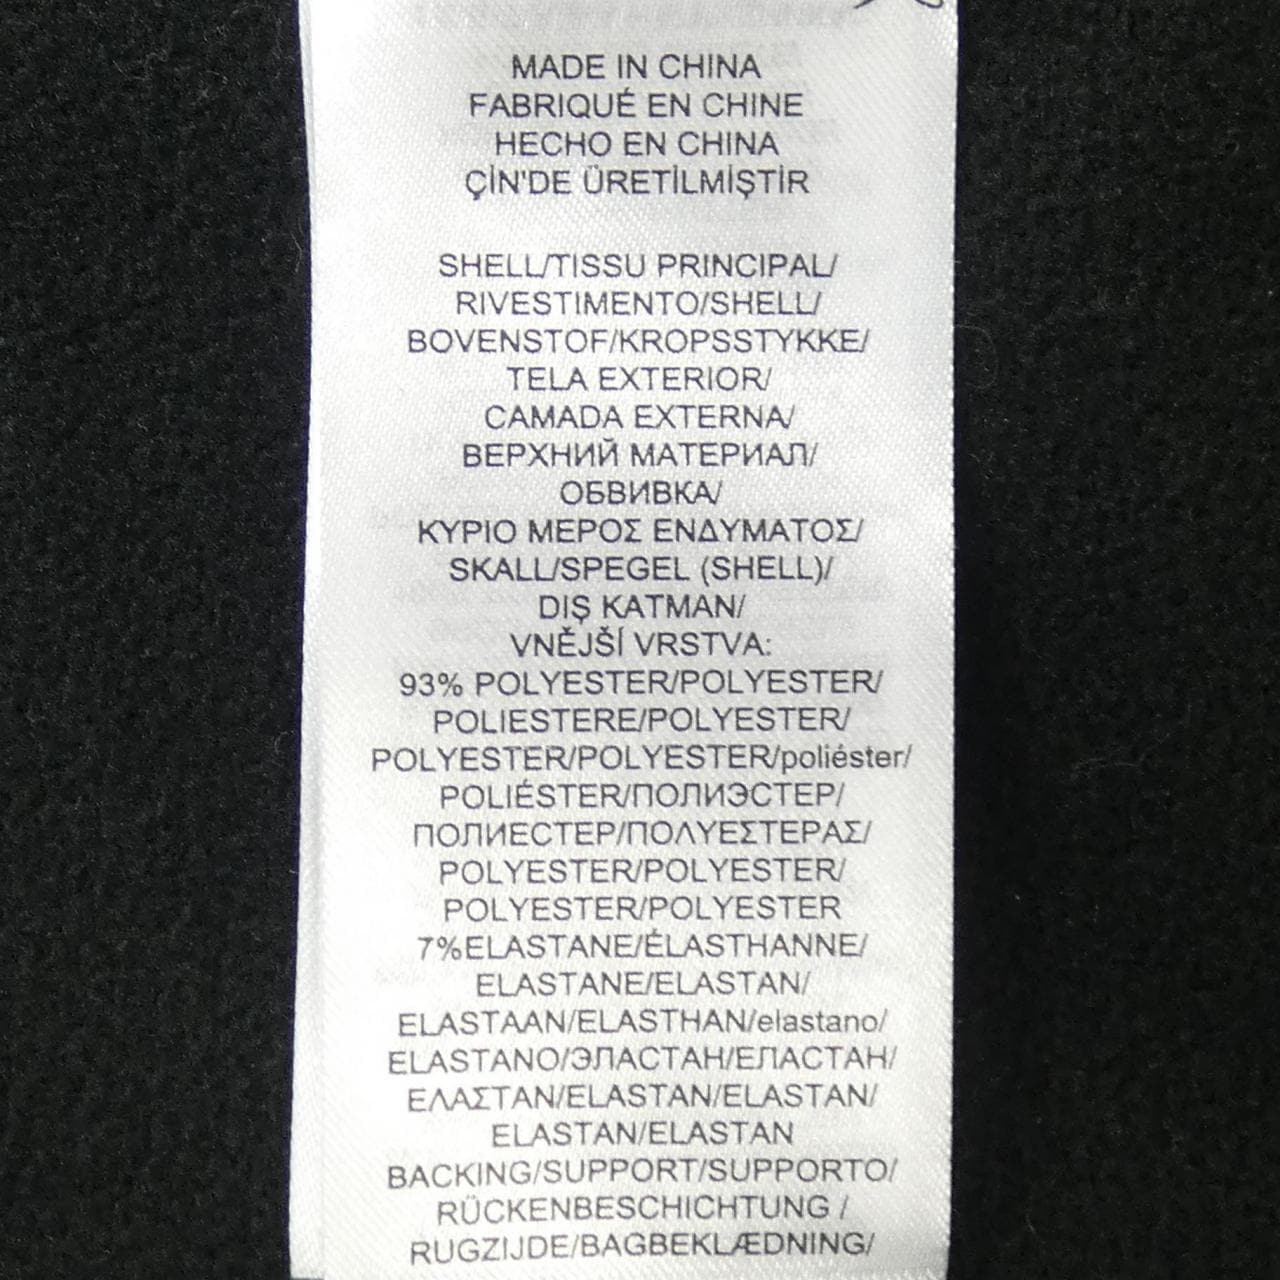 MADE IN CHINA
FABRIQUÉ EN CHINE
HECHO EN CHINA
ÇİN'DE ÜRETİLMİŞTİR
SHELL/TISSU PRINCIPAL/
RIVESTIMENTO/SHELL/
BOVENSTOF/KROPSSTYKKE/
TELA EXTERIOR/
CAMADA EXTERNA/
ВЕРХНИЙ МАТЕРИАЛ/
ОБВИВКА/
ΚΥΡΙΟ ΜΕΡΟΣ ΕΝΔΥΜΑΤΟΣ/
SKALL/SPEGEL (SHELL)/
DIŞ KATMAN/
VNĚJŠÍ VRSTVA:
93% POLYESTER/POLYESTER/
POLIESTERE/POLYESTER/
POLYESTER/POLYESTER/poliéster/
POLIÉSTER/ПОЛИЭСТЕР/
ПОЛИЕСТЕР/ΠΟΛΥΕΣΤΕΡΑΣ/
POLYESTER/POLYESTER/
POLYESTER/POLYESTER
7%ELASTANE/ÉLASTHANNE/
ELASTANE/ELASTAN/
ELASTAAN/ELASTHAN/elastano/
ELASTANO/ЭЛАСТАН/ЕЛАСТАН/
ΕΛΑΣΤΑΝ/ELASTAN/ELASTAN/
ELASTAN/ELASTAN
BACKING/SUPPORT/SUPPORTO/
RÜCKENBESCHICHTUNG /
RUGZIJDE/BAGBEKLÆDNING/